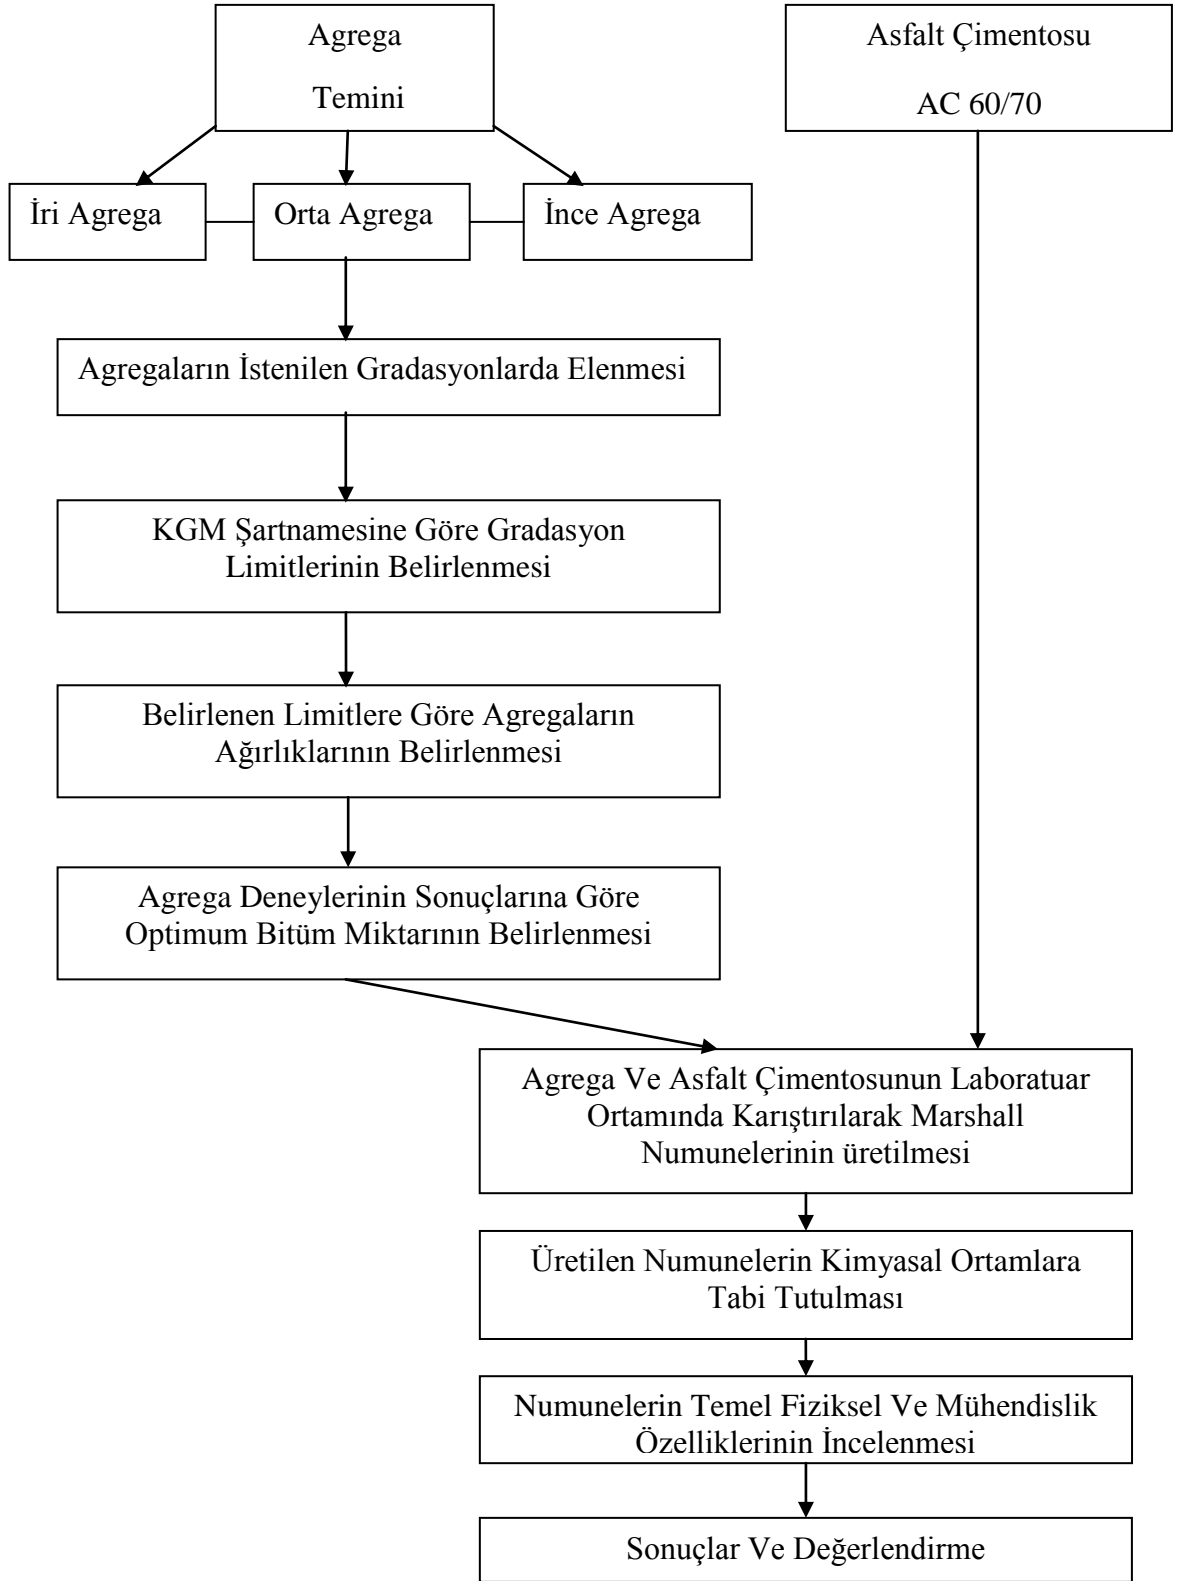 Agrega
Temini
Asfalt Çimentosu
AC 60/70
İri Agrega
Orta Agrega
İnce Agrega
Agregaların İstenilen Gradasyonlarda Elenmesi
KGM Şartnamesine Göre Gradasyon
Limitlerinin Belirlenmesi
Belirlenen Limitlere Göre Agregaların
Ağırlıklarının Belirlenmesi
Agrega Deneylerinin Sonuçlarına Göre
Optimum Bitüm Miktarının Belirlenmesi
Agrega Ve Asfalt Çimentosunun Laboratuar
Ortamında Karıştırılarak Marshall
Numunelerinin üretilmesi
Üretilen Numunelerin Kimyasal Ortamlara
Tabi Tutulması
Numunelerin Temel Fiziksel Ve Mühendislik
Özelliklerinin İncelenmesi
Sonuçlar Ve Değerlendirme